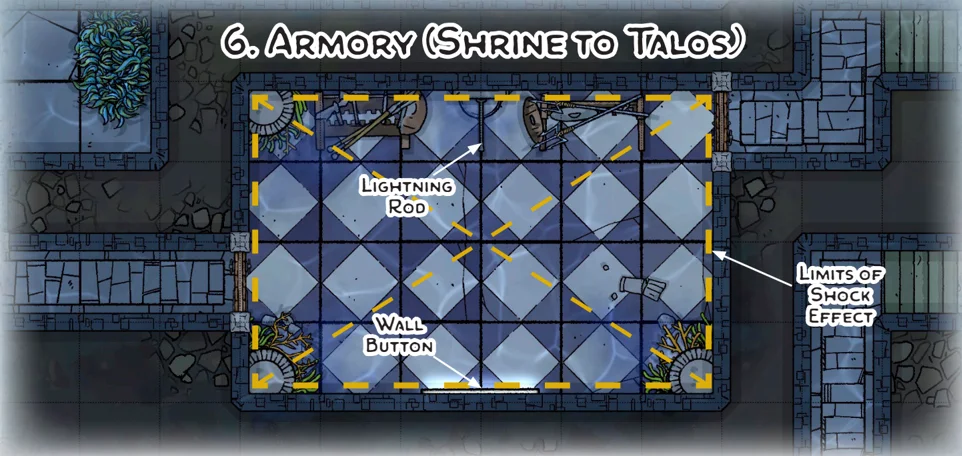 6. Armory (Shrine to Talos)
Lightning
Rod
Limits of
Shock
Effect
Wall
Button